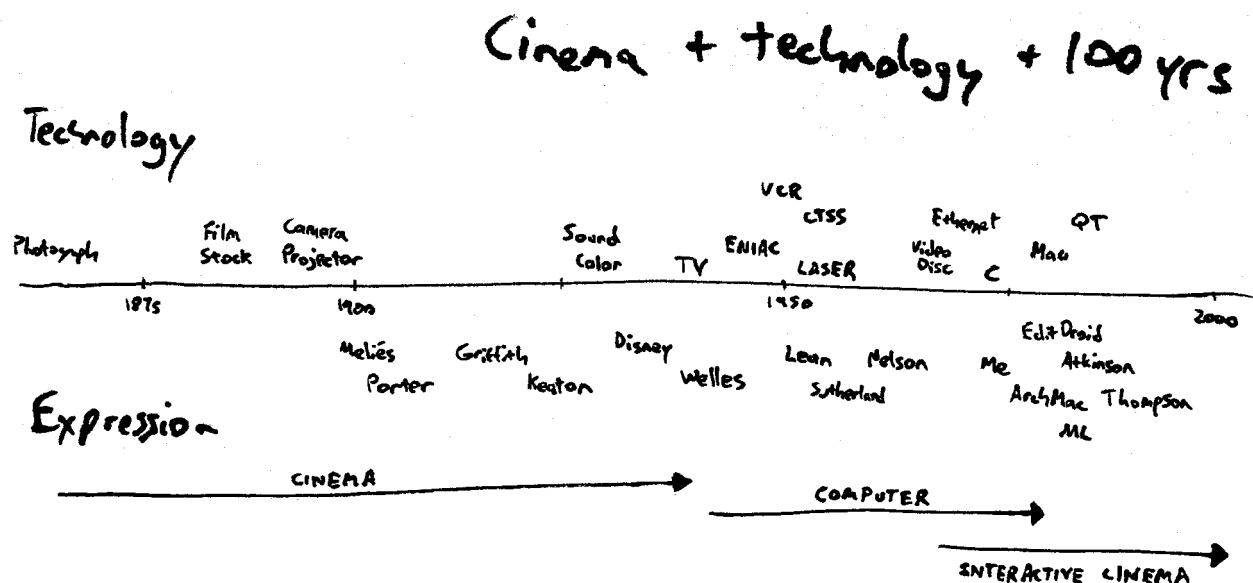 Cinema + technology + 100 yrs
Technology
VCR
CTSS
Photograph
Film Stock
Camera Projector
Sound Color
TV
ENIAC
LASER
Ethernet
Video Disc
C
Mac
QT
1875 1900 1950 2000
Meliés
Porter
Griffith
Keaton
Disney
Welles
Lean
Sutherland
Nelson
Me
EditDroid
Atkinson
ArchMac Thompson
ML
Expression
CINEMA
COMPUTER
INTERACTIVE CINEMA